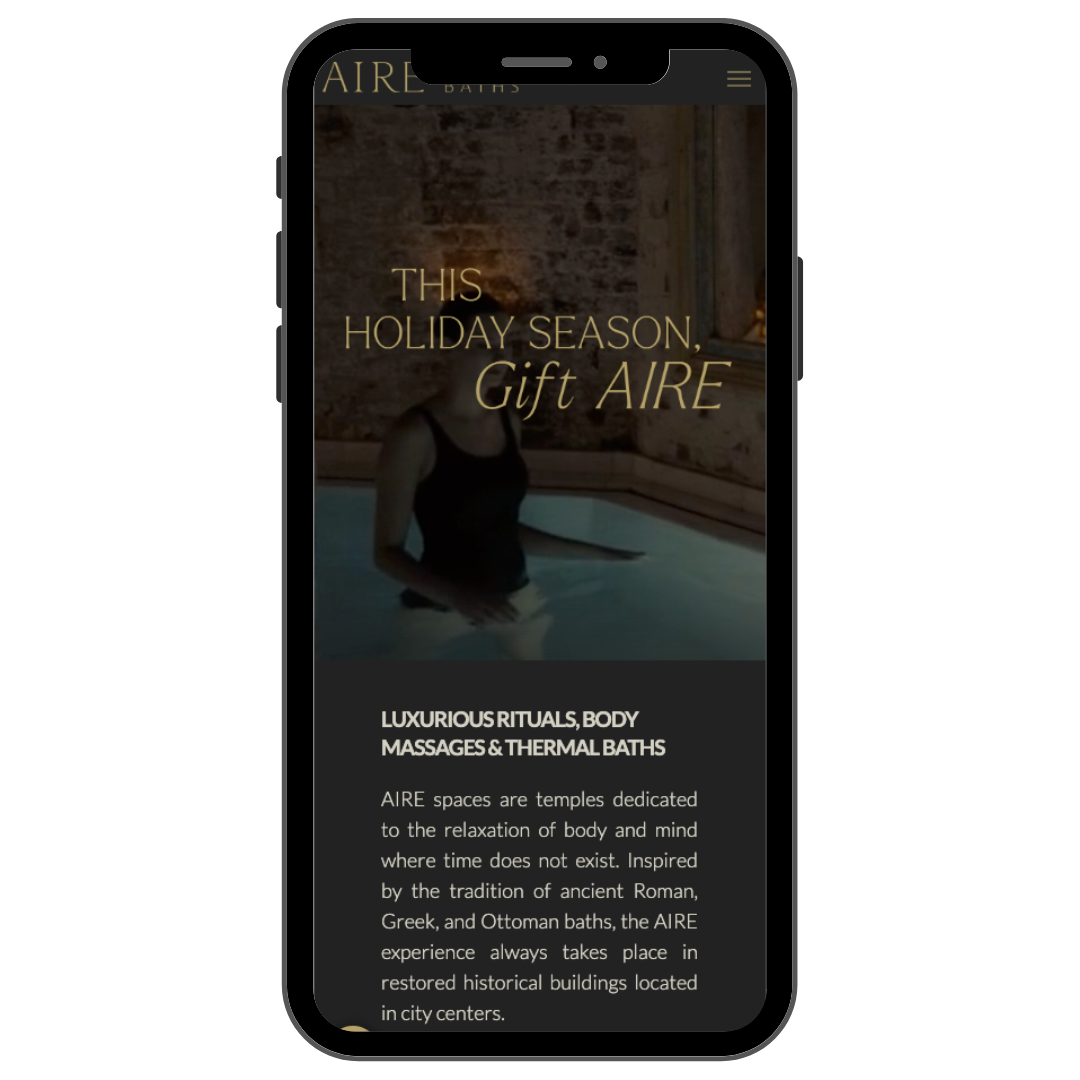 AIRE BATHS
THIS
HOLIDAY SEASON,
Gift AIRE
LUXURIOUS RITUALS, BODY
MASSAGES & THERMAL BATHS
AIRE spaces are temples dedicated
to the relaxation of body and mind
where time does not exist. Inspired
by the tradition of ancient Roman,
Greek, and Ottoman baths, the AIRE
experience always takes place in
restored historical buildings located
in city centers.